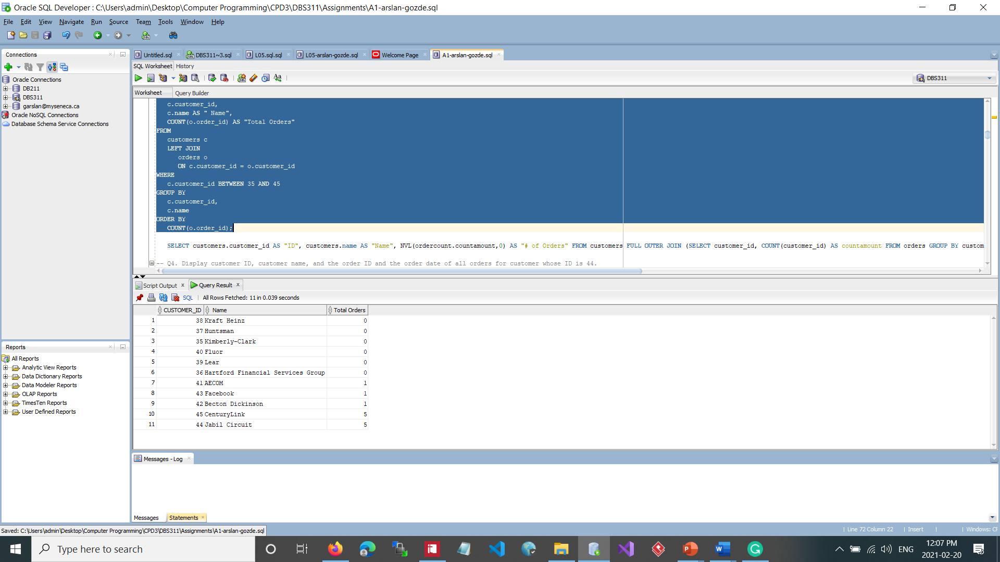 Oracle SQL Developer : C:\Users\admin\Desktop\Computer Programming\CPD3\DBS311\Assignments\A1-arslan-gozde.sql
File Edit View Navigate Run Source Team Tools Window Help
Connections
Oracle Connections
DB211
DBS311
garslan@myseneca.ca
Oracle NoSQL Connections
Database Schema Service Connections
Reports
All Reports
Analytic View Reports
Data Dictionary Reports
Data Modeler Reports
OLAP Reports
TimesTen Reports
User Defined Reports
Untitled.sql DBS311~3.sql L05.sql.sql L05-arslan-gozde.sql Welcome Page A1-arslan-gozde.sql
SQL Worksheet History
DBS311
Worksheet Query Builder
c.customer_id,
c.name AS " Name",
COUNT(o.order_id) AS "Total Orders"
FROM
customers c
LEFT JOIN
orders o
ON c.customer_id = o.customer_id
WHERE
c.customer_id BETWEEN 35 AND 45
GROUP BY
c.customer_id,
c.name
ORDER BY
COUNT(o.order_id);
SELECT customers.customer_id AS "ID", customers.name AS "Name", NVL(ordercount.countamount,0) AS "# of Orders" FROM customers FULL OUTER JOIN (SELECT customer_id, COUNT(customer_id) AS countamount FROM orders GROUP BY custom
-- Q4. Display customer ID, customer name, and the order ID and the order date of all orders for customer whose ID is 44.
Script Output x Query Result x
SQL | All Rows Fetched: 11 in 0.039 seconds
CUSTOMER_ID Name Total Orders
1 38 Kraft Heinz 0
2 37 Huntsman 0
3 35 Kimberly-Clark 0
4 40 Fluor 0
5 39 Lear 0
6 36 Hartford Financial Services Group 0
7 41 AECOM 1
8 43 Facebook 1
9 42 Becton Dickinson 1
10 45 CenturyLink 5
11 44 Jabil Circuit 5
Messages - Log
Messages Statements
Saved: C:\Users\admin\Desktop\Computer Programming\CPD3\DBS311\Assignments\A1-arslan-gozde.sql
| Line 72 Column 22 | Insert | | Windows: CF
Type here to search
ENG
12:07 PM
2021-02-20